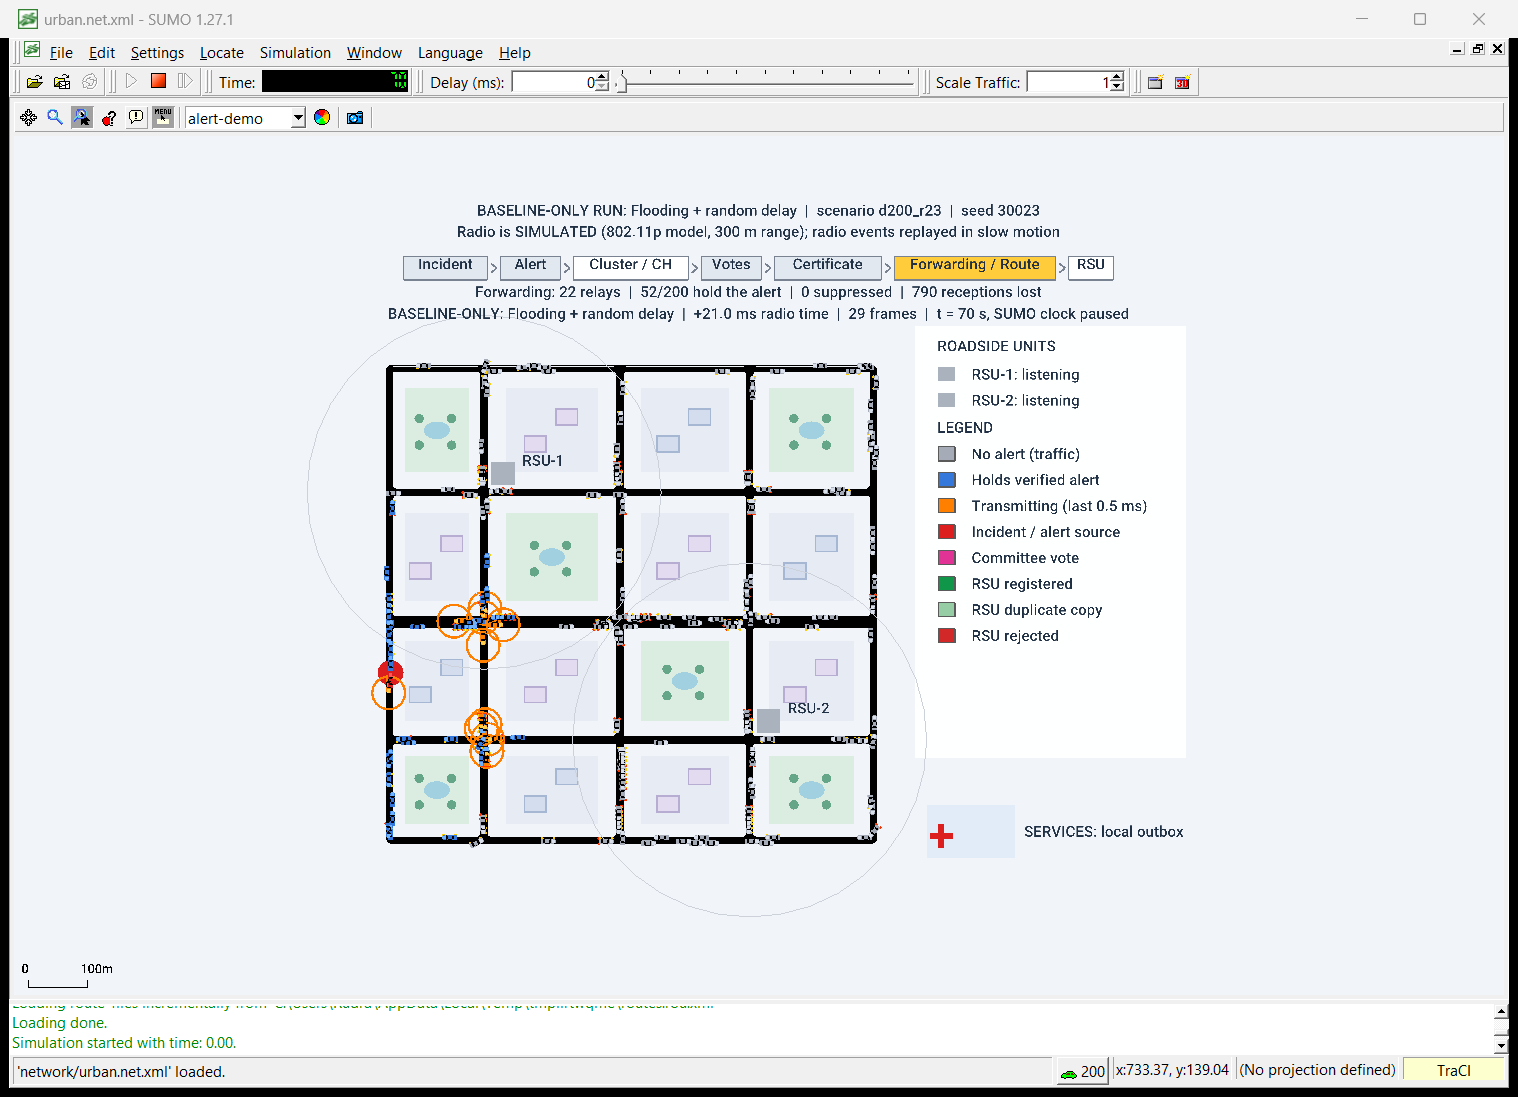 urban.net.xml - SUMO 1.27.1
File Edit Settings Locate Simulation Window Language Help
Time: 70 Delay (ms): 0 Scale Traffic: 1
MENU alert-demo
BASELINE-ONLY RUN: Flooding + random delay | scenario d200_r23 | seed 30023
Radio is SIMULATED (802.11p model, 300 m range); radio events replayed in slow motion
Incident > Alert > Cluster / CH > Votes > Certificate > Forwarding / Route > RSU
Forwarding: 22 relays | 52/200 hold the alert | 0 suppressed | 790 receptions lost
BASELINE-ONLY: Flooding + random delay | +21.0 ms radio time | 29 frames | t = 70 s, SUMO clock paused
ROADSIDE UNITS
RSU-1: listening
RSU-2: listening
LEGEND
No alert (traffic)
Holds verified alert
Transmitting (last 0.5 ms)
Incident / alert source
Committee vote
RSU registered
RSU duplicate copy
RSU rejected
RSU-1
RSU-2
SERVICES: local outbox
0 100m
Loading done.
Simulation started with time: 0.00.
'network/urban.net.xml' loaded.
200
x:733.37, y:139.04
(No projection defined)
TraCI